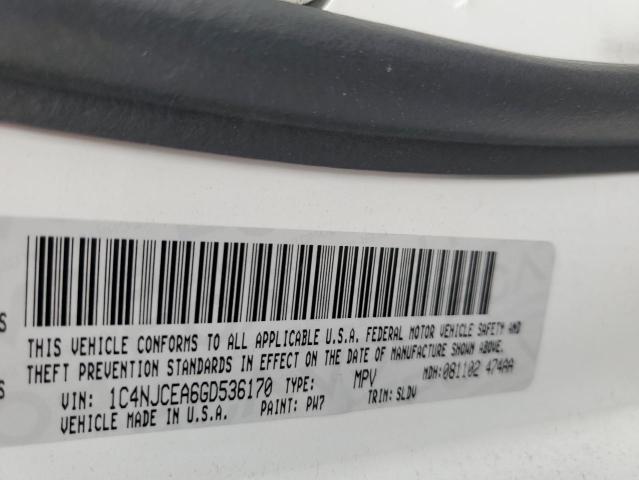 S
THIS VEHICLE CONFORMS TO ALL APPLICABLE U.S.A. FEDERAL MOTOR VEHICLE SAFETY AND
S THEFT PREVENTION STANDARDS IN EFFECT ON THE DATE OF MANUFACTURE SHOWN ABOVE.
VIN: 1C4NJCEA6GD536170 TYPE: MPV MDH: 081102 474AA
VEHICLE MADE IN U.S.A. PAINT: PW7 TRIM: SLDV